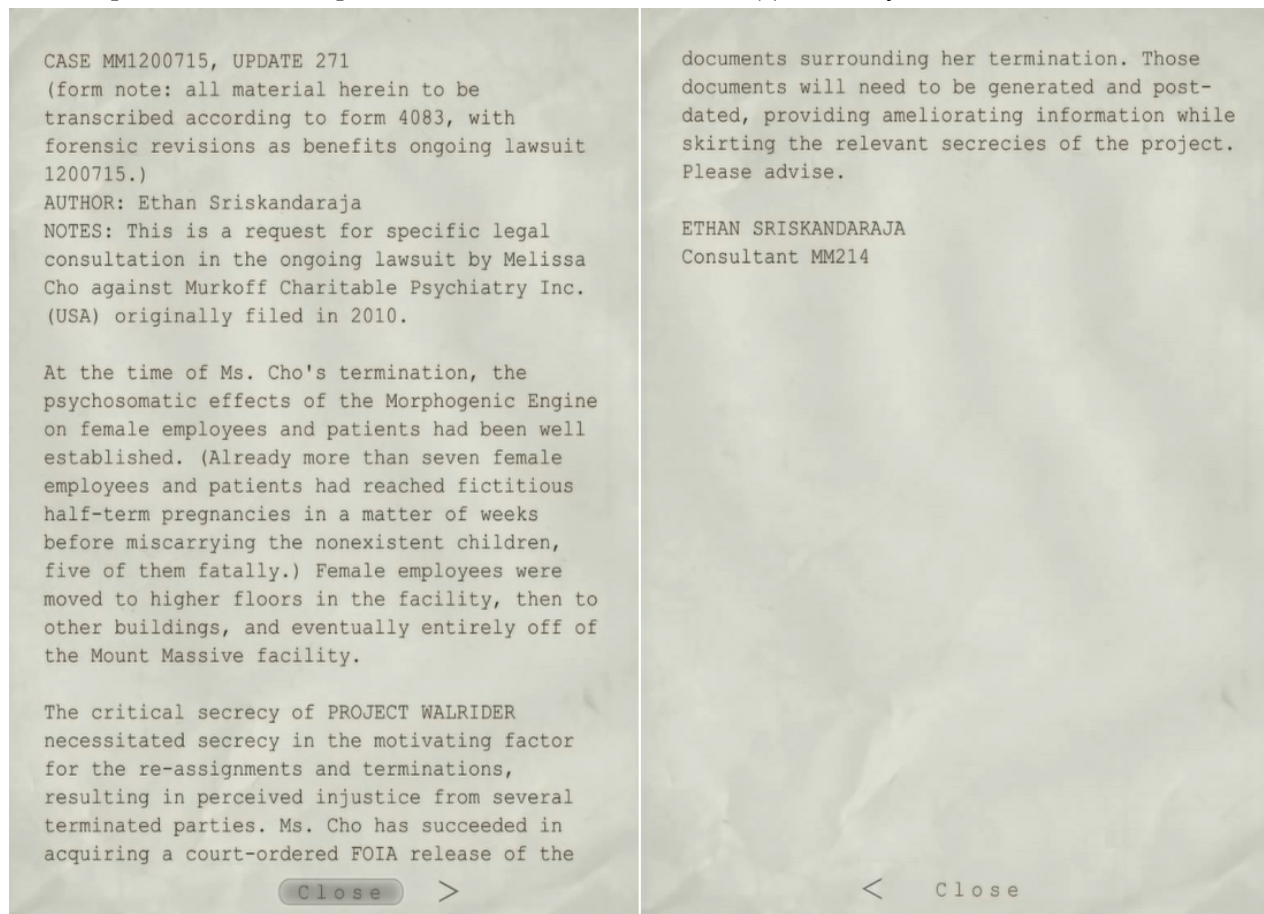 CASE MM1200715, UPDATE 271
(form note: all material herein to be
transcribed according to form 4083, with
forensic revisions as benefits ongoing lawsuit
1200715.)
AUTHOR: Ethan Sriskandaraja
NOTES: This is a request for specific legal
consultation in the ongoing lawsuit by Melissa
Cho against Murkoff Charitable Psychiatry Inc.
(USA) originally filed in 2010.

At the time of Ms. Cho's termination, the
psychosomatic effects of the Morphogenic Engine
on female employees and patients had been well
established. (Already more than seven female
employees and patients had reached fictitious
half-term pregnancies in a matter of weeks
before miscarrying the nonexistent children,
five of them fatally.) Female employees were
moved to higher floors in the facility, then to
other buildings, and eventually entirely off of
the Mount Massive facility.

The critical secrecy of PROJECT WALRIDER
necessitated secrecy in the motivating factor
for the re-assignments and terminations,
resulting in perceived injustice from several
terminated parties. Ms. Cho has succeeded in
acquiring a court-ordered FOIA release of the
Close >
documents surrounding her termination. Those
documents will need to be generated and post-
dated, providing ameliorating information while
skirting the relevant secrecies of the project.
Please advise.

ETHAN SRISKANDARAJA
Consultant MM214
< Close